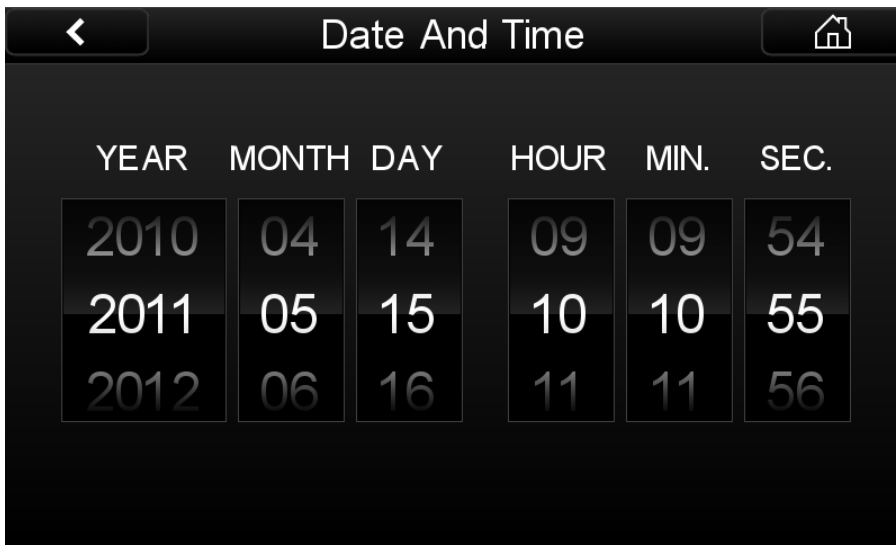 Date And Time
YEAR MONTH DAY HOUR MIN. SEC.
2010 04 14 09 09 54
2011 05 15 10 10 55
2012 06 16 11 11 56